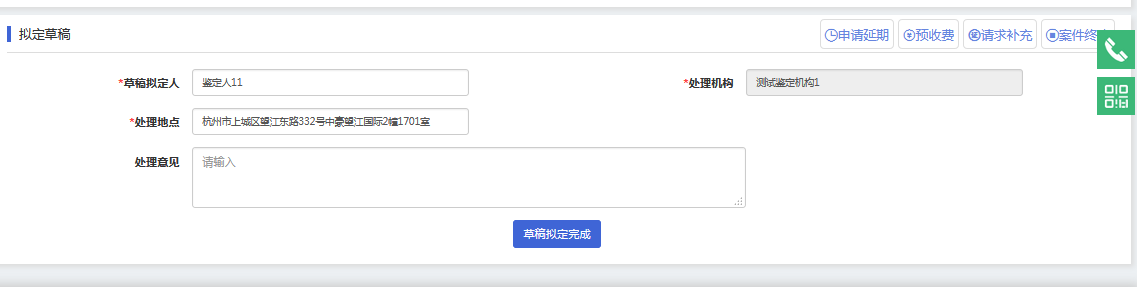 拟定草稿
申请延期
预收费
请求补充
案件终
*草稿拟定人 鉴定人11
*处理机构 测试鉴定机构1
*处理地点 杭州市上城区望江东路332号中豪望江国际2幢1701室
处理意见 请输入
草稿拟定完成